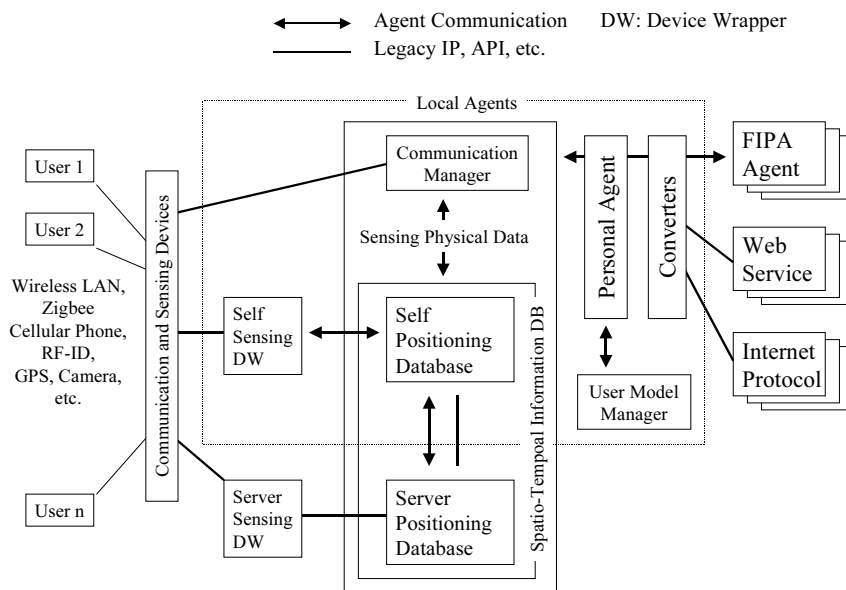 Agent Communication
DW: Device Wrapper
Legacy IP, API, etc.
Local Agents
User 1
User 2
Wireless LAN,
Zigbee
Cellular Phone,
RF-ID,
GPS, Camera,
etc.
User n
Communication and Sensing Devices
Communication
Manager
Sensing Physical Data
Self
Sensing
DW
Self
Positioning
Database
Server
Sensing
DW
Server
Positioning
Database
Spatio-Tempoal Information DB
Personal Agent
Converters
User Model
Manager
FIPA
Agent
Web
Service
Internet
Protocol